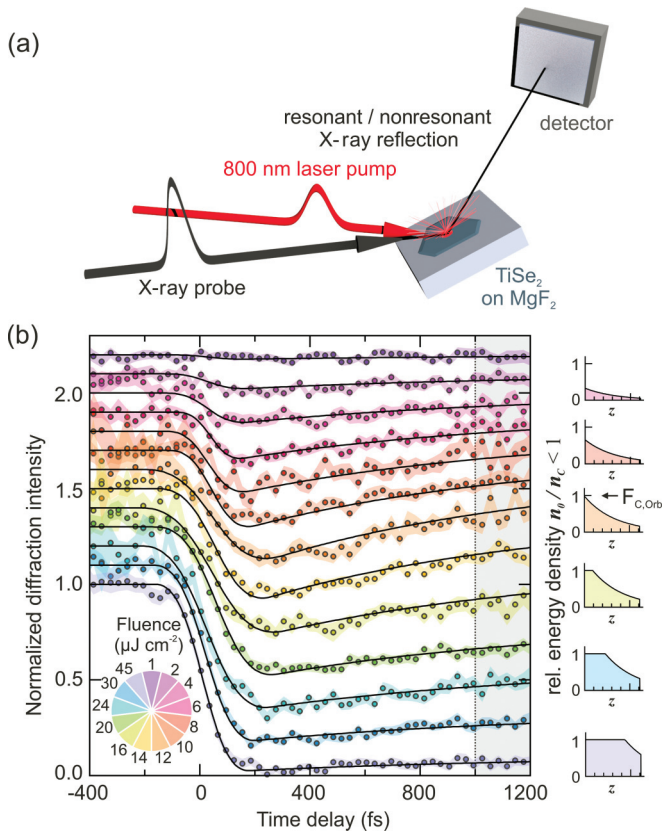 (a)
resonant / nonresonant
X-ray reflection
detector
800 nm laser pump
X-ray probe
TiSe2
on MgF2
(b)
Normalized diffraction intensity
2.0
1.5
1.0
0.5
0.0
-400
0
400
800
1200
Time delay (fs)
Fluence
(μJ cm-2)
1
2
4
6
8
10
12
14
16
20
24
30
45
rel. energy density n0 / nC < 1
1
0
z
1
0
z
1
0
z
FC,Orb
1
0
z
1
0
z
1
0
z